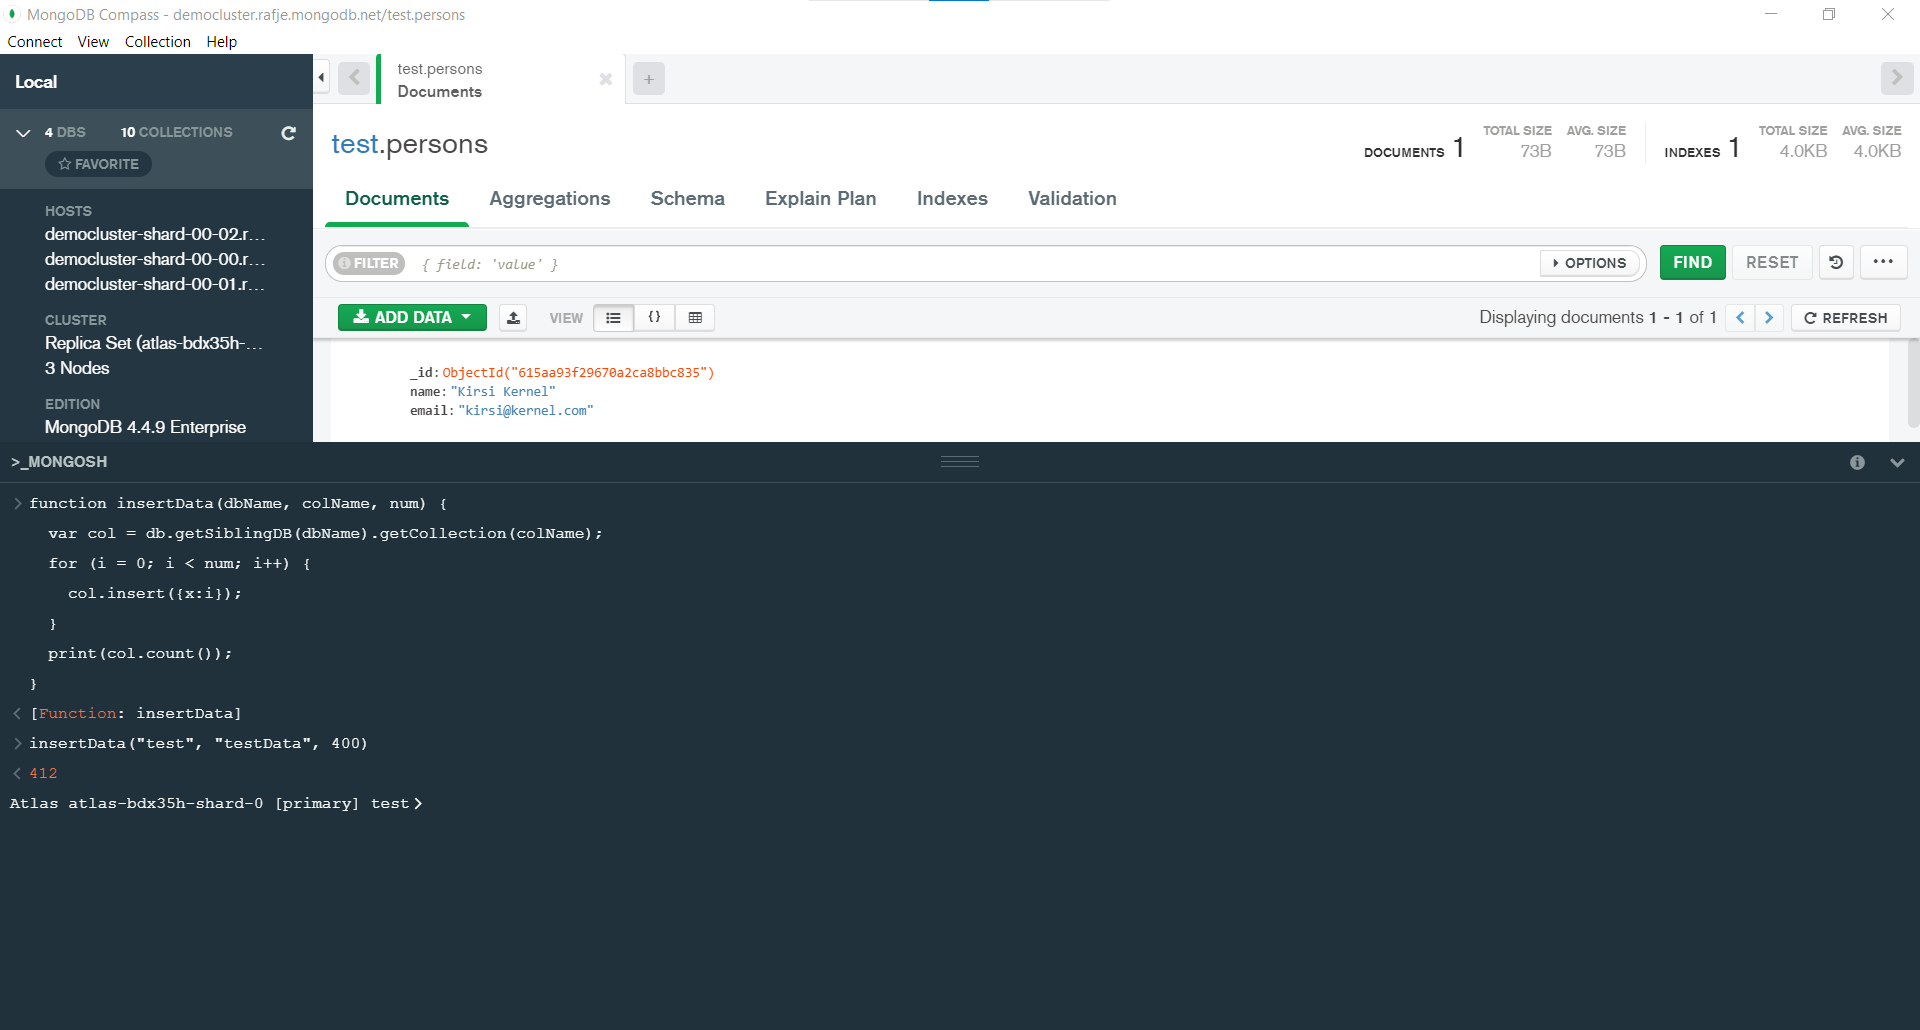 MongoDB Compass - democluster.rafje.mongodb.net/test.persons
Connect View Collection Help
Local
test.persons
Documents
4 DBS 10 COLLECTIONS
FAVORITE
test.persons
DOCUMENTS 1 TOTAL SIZE 73B AVG. SIZE 73B INDEXES 1 TOTAL SIZE 4.0KB AVG. SIZE 4.0KB
Documents Aggregations Schema Explain Plan Indexes Validation
HOSTS
democluster-shard-00-02.r...
democluster-shard-00-00.r...
democluster-shard-00-01.r...
CLUSTER
Replica Set (atlas-bdx35h-...
3 Nodes
EDITION
MongoDB 4.4.9 Enterprise
FILTER { field: 'value' } OPTIONS FIND RESET ...
ADD DATA VIEW {} Displaying documents 1 - 1 of 1 < > REFRESH
_id: ObjectId("615aa93f29670a2ca8bbc835")
name: "Kirsi Kernel"
email: "kirsi@kernel.com"
>_MONGOSH
> function insertData(dbName, colName, num) {
var col = db.getSiblingDB(dbName).getCollection(colName);
for (i = 0; i < num; i++) {
col.insert({x:i});
}
print(col.count());
}
< [Function: insertData]
> insertData("test", "testData", 400)
< 412
Atlas atlas-bdx35h-shard-0 [primary] test>